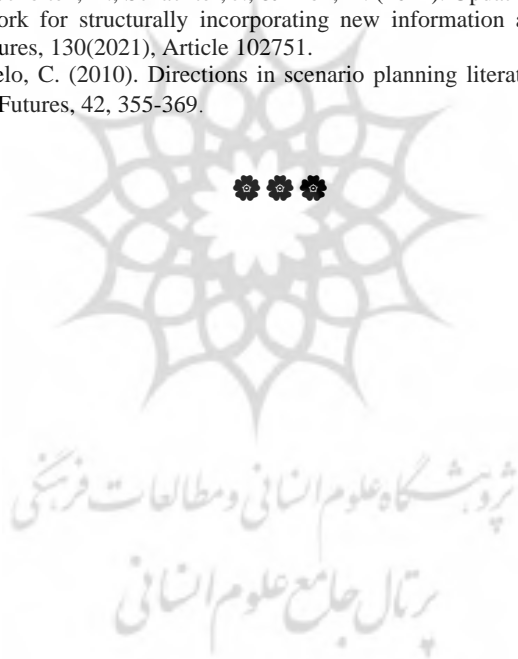 work for structurally incorporating new information a
ures, 130(2021), Article 102751.
elo, C. (2010). Directions in scenario planning literat
Futures, 42, 355-369.
پژوهشگاه علوم انسانی و مطالعات فرهنگی
پرتال جامع علوم انسانی